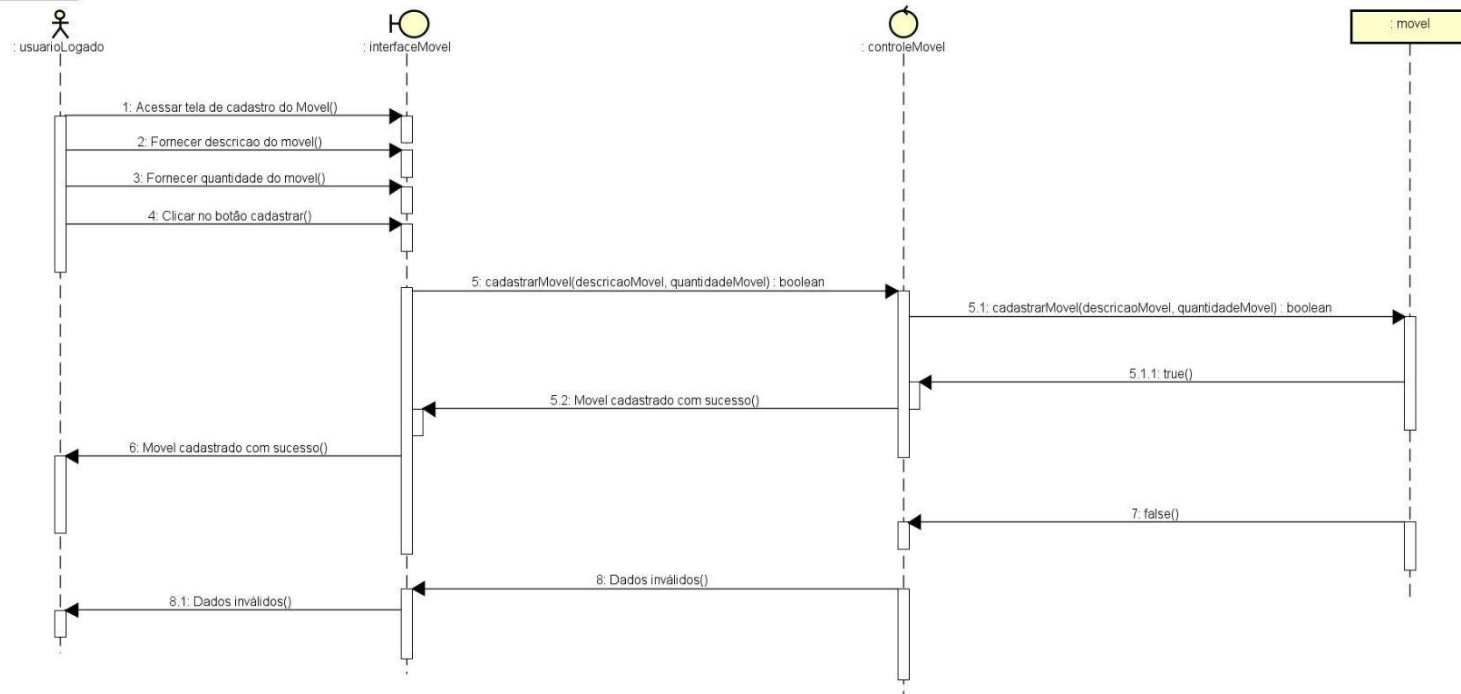 : usuarioLogado
: interfaceMovel
: controleMovel
: movel
1: Acessar tela de cadastro do Movel()
2: Fornecer descricao do movel()
3: Fornecer quantidade do movel()
4: Clicar no botão cadastrar()
5: cadastrarMovel(descricaoMovel, quantidadeMovel) : boolean
5.1: cadastrarMovel(descricaoMovel, quantidadeMovel) : boolean
5.1.1: true()
5.2: Movel cadastrado com sucesso()
6: Movel cadastrado com sucesso()
7: false()
8: Dados inválidos()
8.1: Dados inválidos()